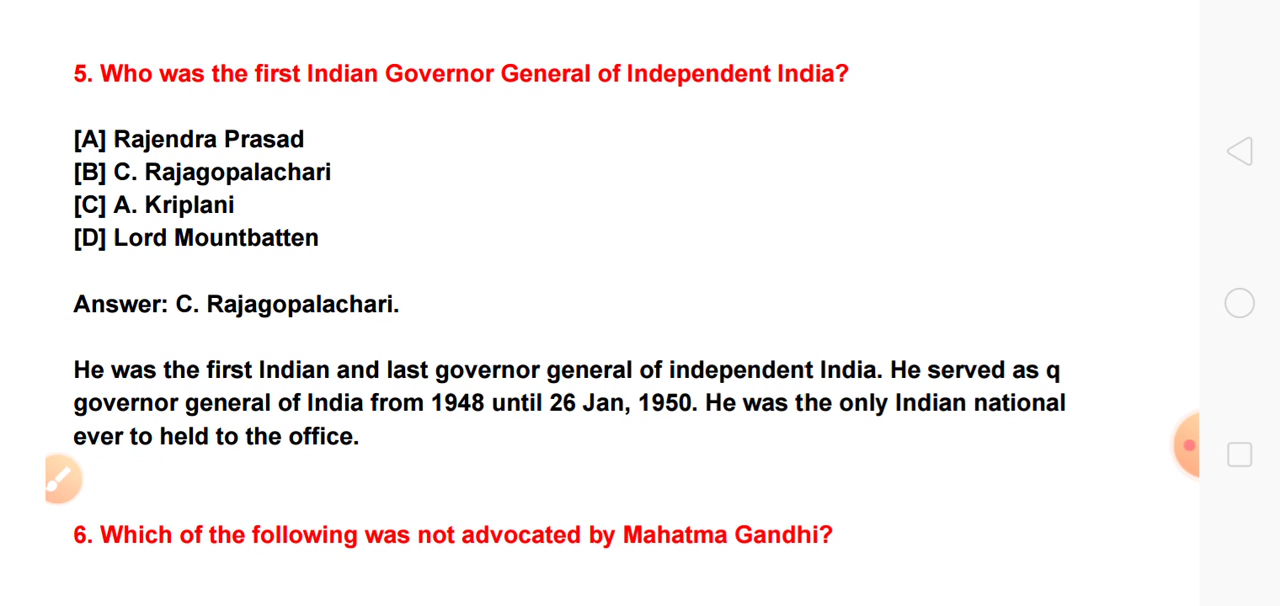 5. Who was the first Indian Governor General of Independent India?
[A] Rajendra Prasad
[B] C. Rajagopalachari
[C] A. Kriplani
[D] Lord Mountbatten
Answer: C. Rajagopalachari.
He was the first Indian and last governor general of independent India. He served as q
governor general of India from 1948 until 26 Jan, 1950. He was the only Indian national
ever to held to the office.
6. Which of the following was not advocated by Mahatma Gandhi?